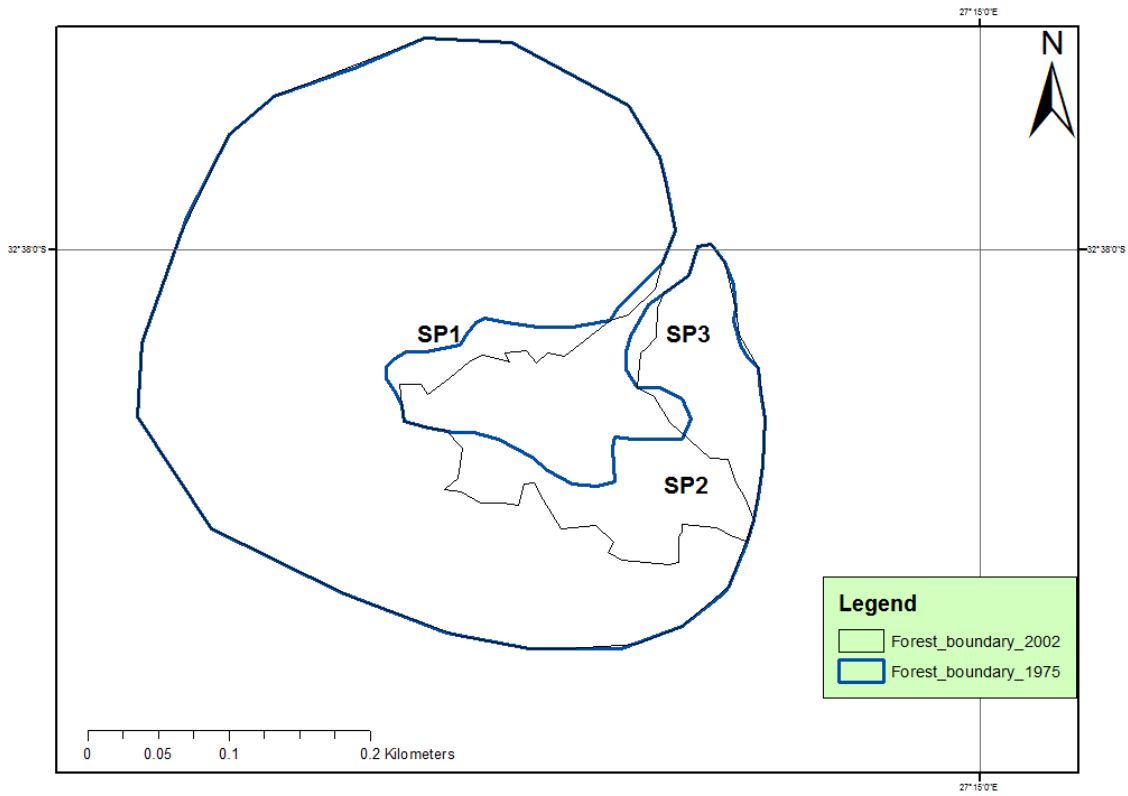 27°15'0"E
N
32°38'0"S
32°38'0"S
SP1
SP3
SP2
Legend
Forest_boundary_2002
Forest_boundary_1975
0 0.05 0.1 0.2 Kilometers
27°15'0"E